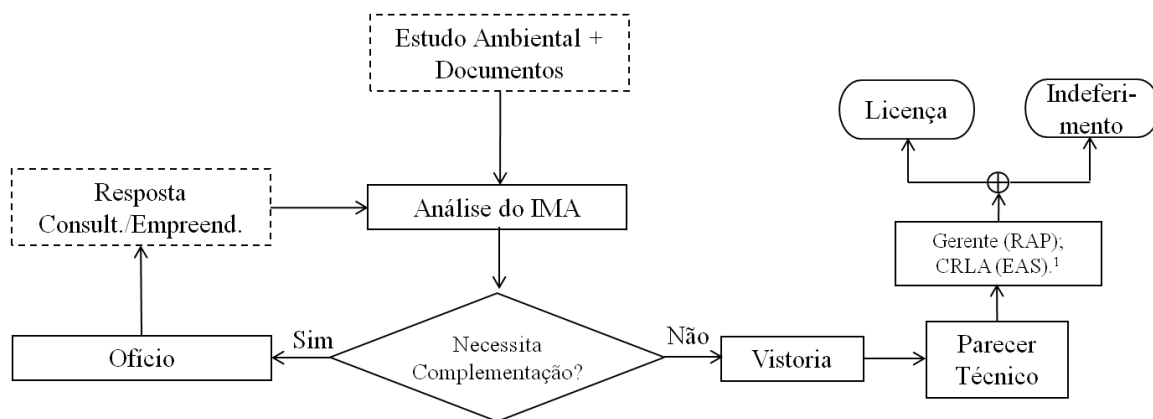 Estudo Ambiental +
Documentos
Licença
Indeferi-
mento
Resposta
Consult./Empreend.
Análise do IMA
Gerente (RAP);
CRLA (EAS).¹
Sim
Não
Ofício
Necessita
Complementação?
Vistoria
Parecer
Técnico